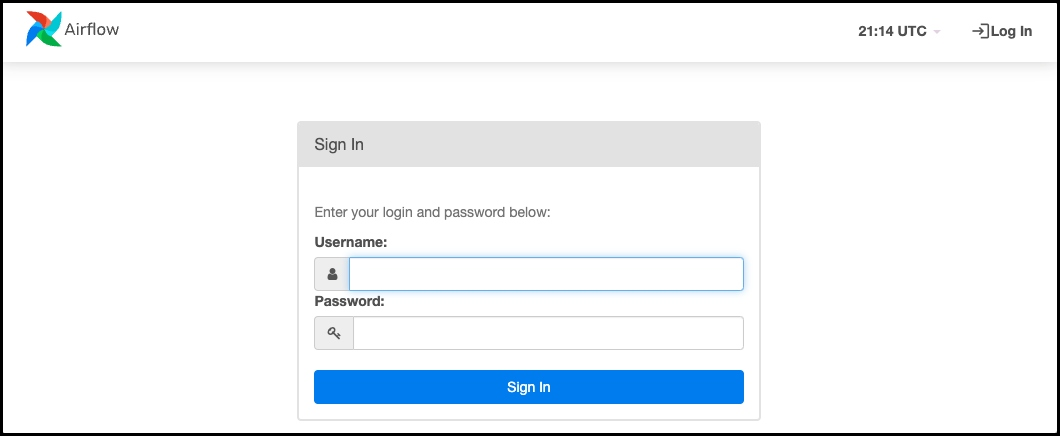 Airflow
21:14 UTC
Log In
Sign In
Enter your login and password below:
Username:
Password:
Sign In